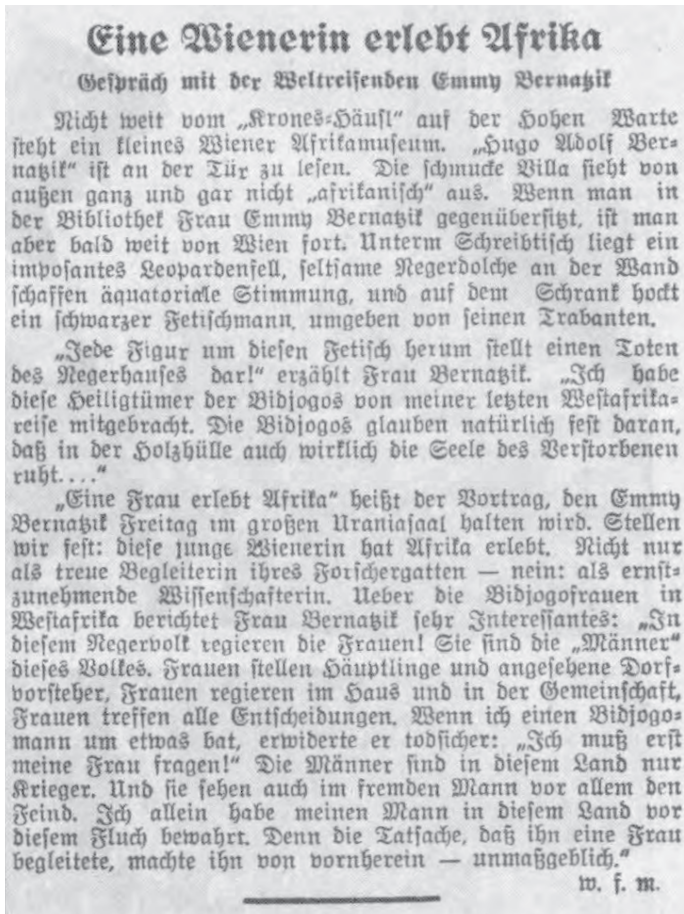 Eine Wienerin erlebt Afrika
Gespräch mit der Weltreisenden Emmy Bernatzik
Nicht weit vom „Krones-Häusl“ auf der Hohen Warte
steht ein kleines Wiener Afrikamuseum. „Hugo Adolf Ber-
natzik“ ist an der Tür zu lesen. Die schmucke Villa sieht von
außen ganz und gar nicht „afrikanisch“ aus. Wenn man in
der Bibliothek Frau Emmy Bernatzik gegenübersitzt, ist man
aber bald weit von Wien fort. Unterm Schreibtisch liegt ein
imposantes Leopardenfell, seltsame Negerdolche an der Wand
schaffen äquatoriale Stimmung, und auf dem Schrank hockt
ein schwarzer Fetischmann, umgeben von seinen Trabanten.
„Jede Figur um diesen Fetisch herum stellt einen Toten
des Negerhauses dar!“ erzählt Frau Bernatzik. „Ich habe
diese Heiligtümer der Bidjogos von meiner letzten Westafrika-
reise mitgebracht. Die Bidjogos glauben natürlich fest daran,
daß in der Holzhülle auch wirklich die Seele des Verstorbenen
ruht....“
„Eine Frau erlebt Afrika“ heißt der Vortrag, den Emmy
Bernatzik Freitag im großen Uraniasaal halten wird. Stellen
wir fest: diese junge Wienerin hat Afrika erlebt. Nicht nur
als treue Begleiterin ihres Forschergatten — nein: als ernst-
zunehmende Wissenschafterin. Ueber die Bidjogofrauen in
Westafrika berichtet Frau Bernatzik sehr Interessantes: „In
diesem Negervolk regieren die Frauen! Sie sind die „Männer“
dieses Volkes. Frauen stellen Häuptlinge und angesehene Dorf-
vorsteher, Frauen regieren im Haus und in der Gemeinschaft,
Frauen treffen alle Entscheidungen. Wenn ich einen Bidjogo-
mann um etwas bat, erwiderte er todsicher: „Ich muß erst
meine Frau fragen!“ Die Männer sind in diesem Land nur
Krieger. Und sie sehen auch im fremden Mann vor allem den
Feind. Ich allein habe meinen Mann in diesem Land vor
diesem Fluch bewahrt. Denn die Tatsache, daß ihn eine Frau
begleitete, machte ihn von vornherein — unmaßgeblich.“
w. f. m.